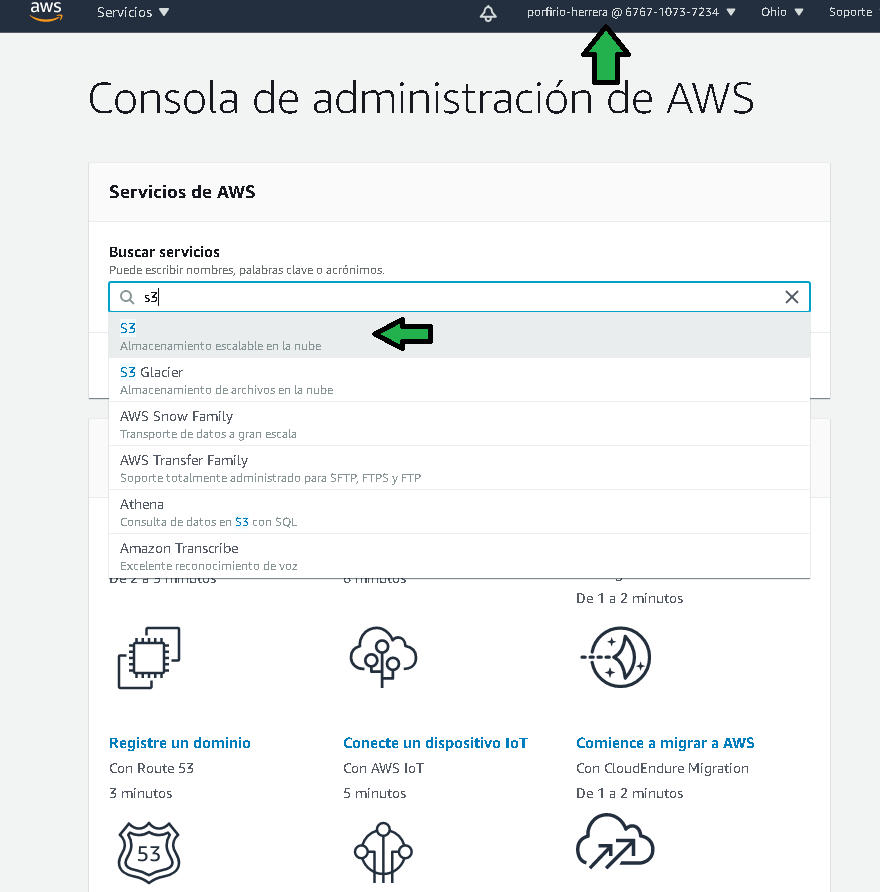 aws
Servicios
porfirio-herrera @ 6767-1073-7234
Ohio
Soporte
Consola de administración de AWS
Servicios de AWS
Buscar servicios
Puede escribir nombres, palabras clave o acrónimos.
s3
S3
Almacenamiento escalable en la nube
S3 Glacier
Almacenamiento de archivos en la nube
AWS Snow Family
Transporte de datos a gran escala
AWS Transfer Family
Soporte totalmente administrado para SFTP, FTPS y FTP
Athena
Consulta de datos en S3 con SQL
Amazon Transcribe
Excelente reconocimiento de voz
De 2 a 3 minutos
6 minutos
De 1 a 2 minutos
Registre un dominio
Con Route 53
3 minutos
Conecte un dispositivo IoT
Con AWS IoT
5 minutos
Comience a migrar a AWS
Con CloudEndure Migration
De 1 a 2 minutos
53